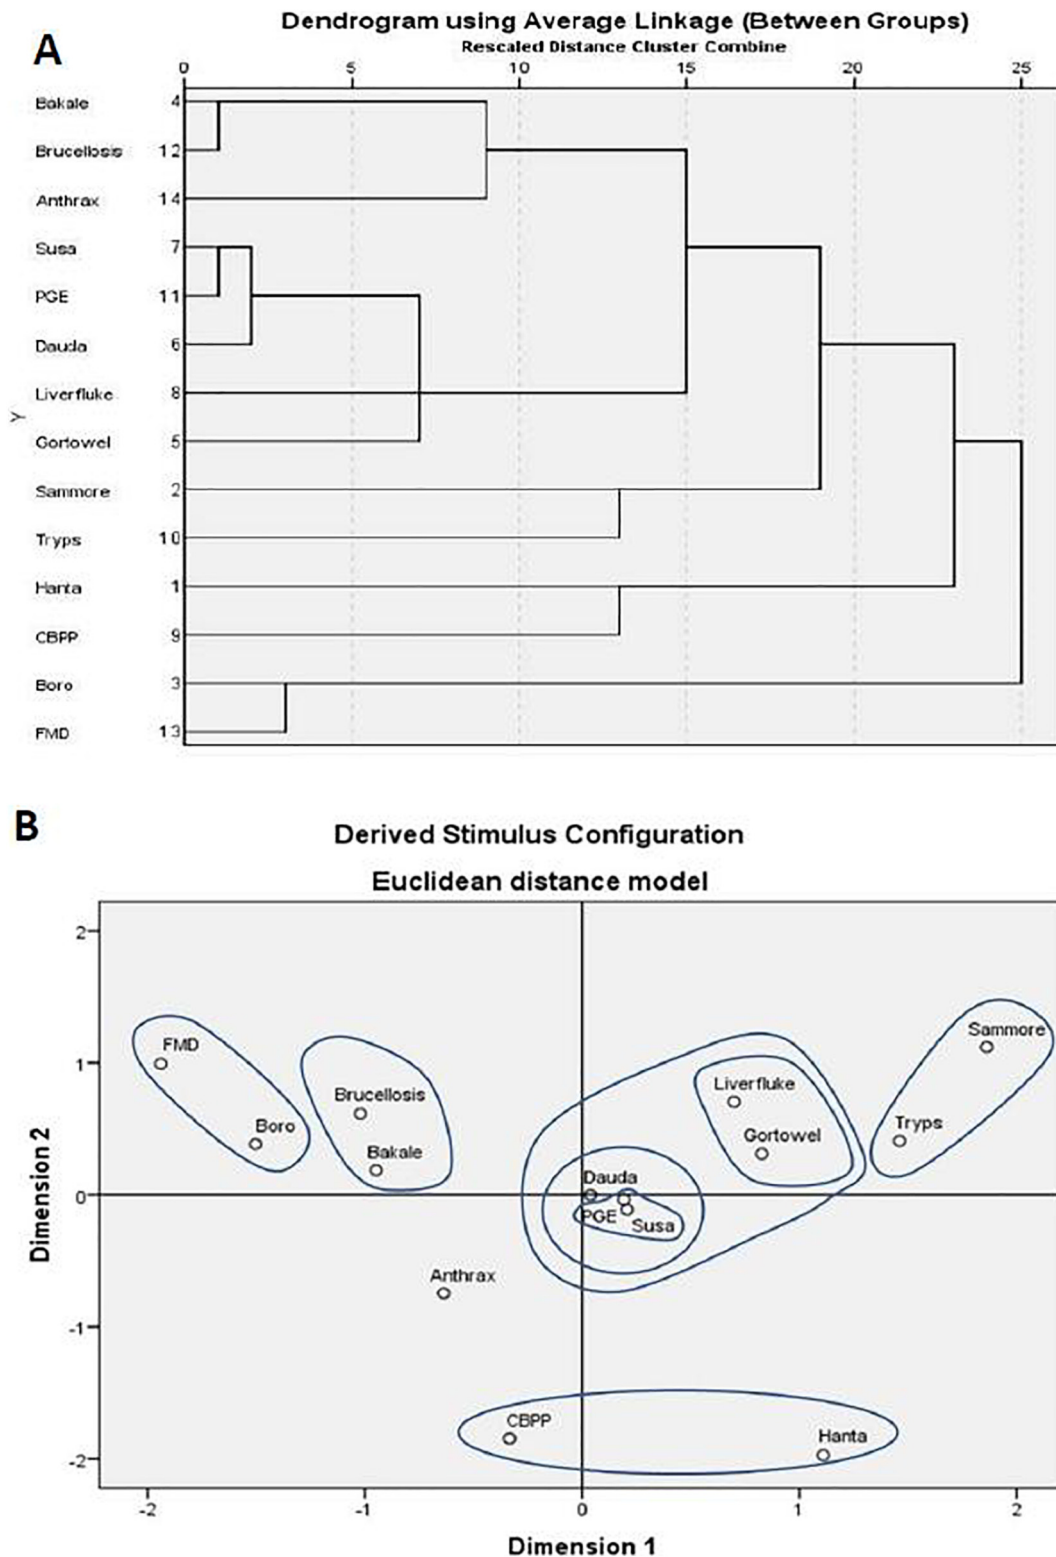 A
Dendrogram using Average Linkage (Between Groups)
Rescaled Distance Cluster Combine
0 5 10 15 20 25
Bakale 4
Brucellosis 12
Anthrax 14
Susa 7
PGE 11
Dauda 6
Liverfluke 8
Y
Gortowel 5
Sammore 2
Tryps 10
Hanta 1
CBPP 9
Boro 3
FMD 13
B
Derived Stimulus Configuration
Euclidean distance model
2
Sammore
FMD
1
Liverfluke
Brucellosis
Tryps
Boro
Gortowel
Bakale
Dauda
0
PGE
Susa
Dimension 2
Anthrax
-1
CBPP
Hanta
-2
-2 -1 0 1 2
Dimension 1